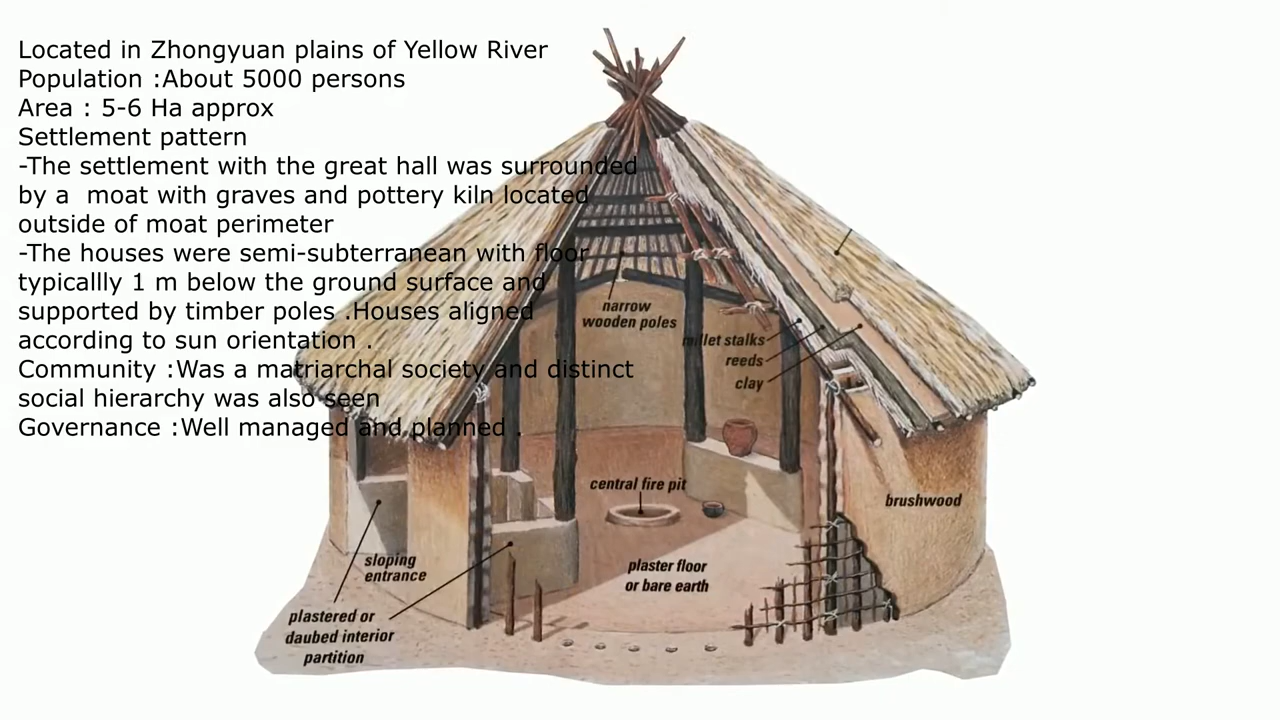 Located in Zhongyuan plains of Yellow River
Population :About 5000 persons
Area : 5-6 Ha approx
Settlement pattern
-The settlement with the great hall was surrounded
by a  moat with graves and pottery kiln located
outside of moat perimeter
-The houses were semi-subterranean with floor
typicallly 1 m below the ground surface and
supported by timber poles .Houses aligned
according to sun orientation .
Community :Was a matriarchal society and distinct
social hierarchy was also seen
Governance :Well managed and planned .
narrow
wooden poles
millet stalks
reeds
clay
central fire pit
brushwood
sloping
entrance
plaster floor
or bare earth
plastered or
daubed interior
partition